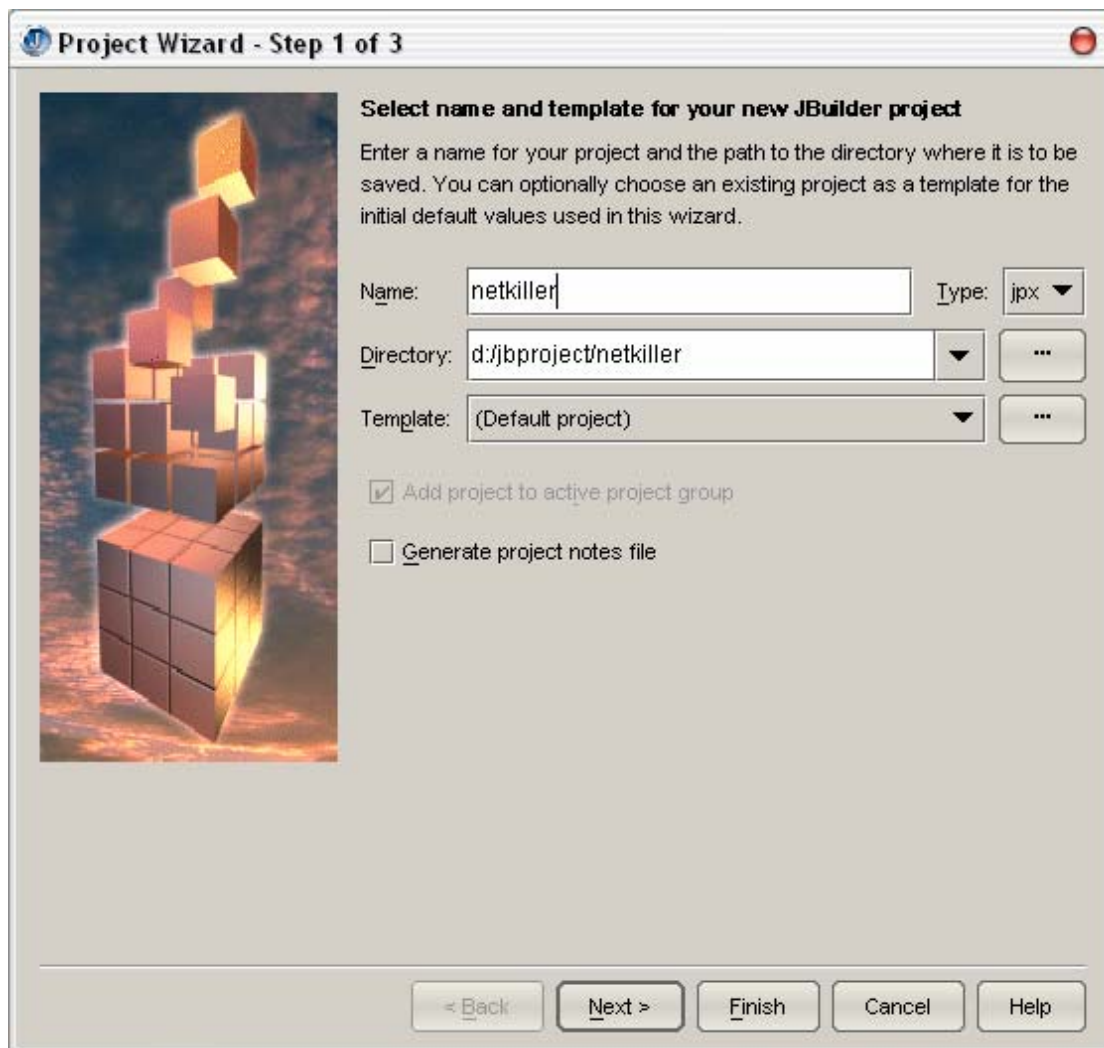 Project Wizard - Step 1 of 3
Select name and template for your new JBuilder project
Enter a name for your project and the path to the directory where it is to be
saved. You can optionally choose an existing project as a template for the
initial default values used in this wizard.
Name: netkiller Type: jpx
Directory: d:/jbproject/netkiller ...
Template: (Default project) ...
Add project to active project group
Generate project notes file
< Back Next > Finish Cancel Help